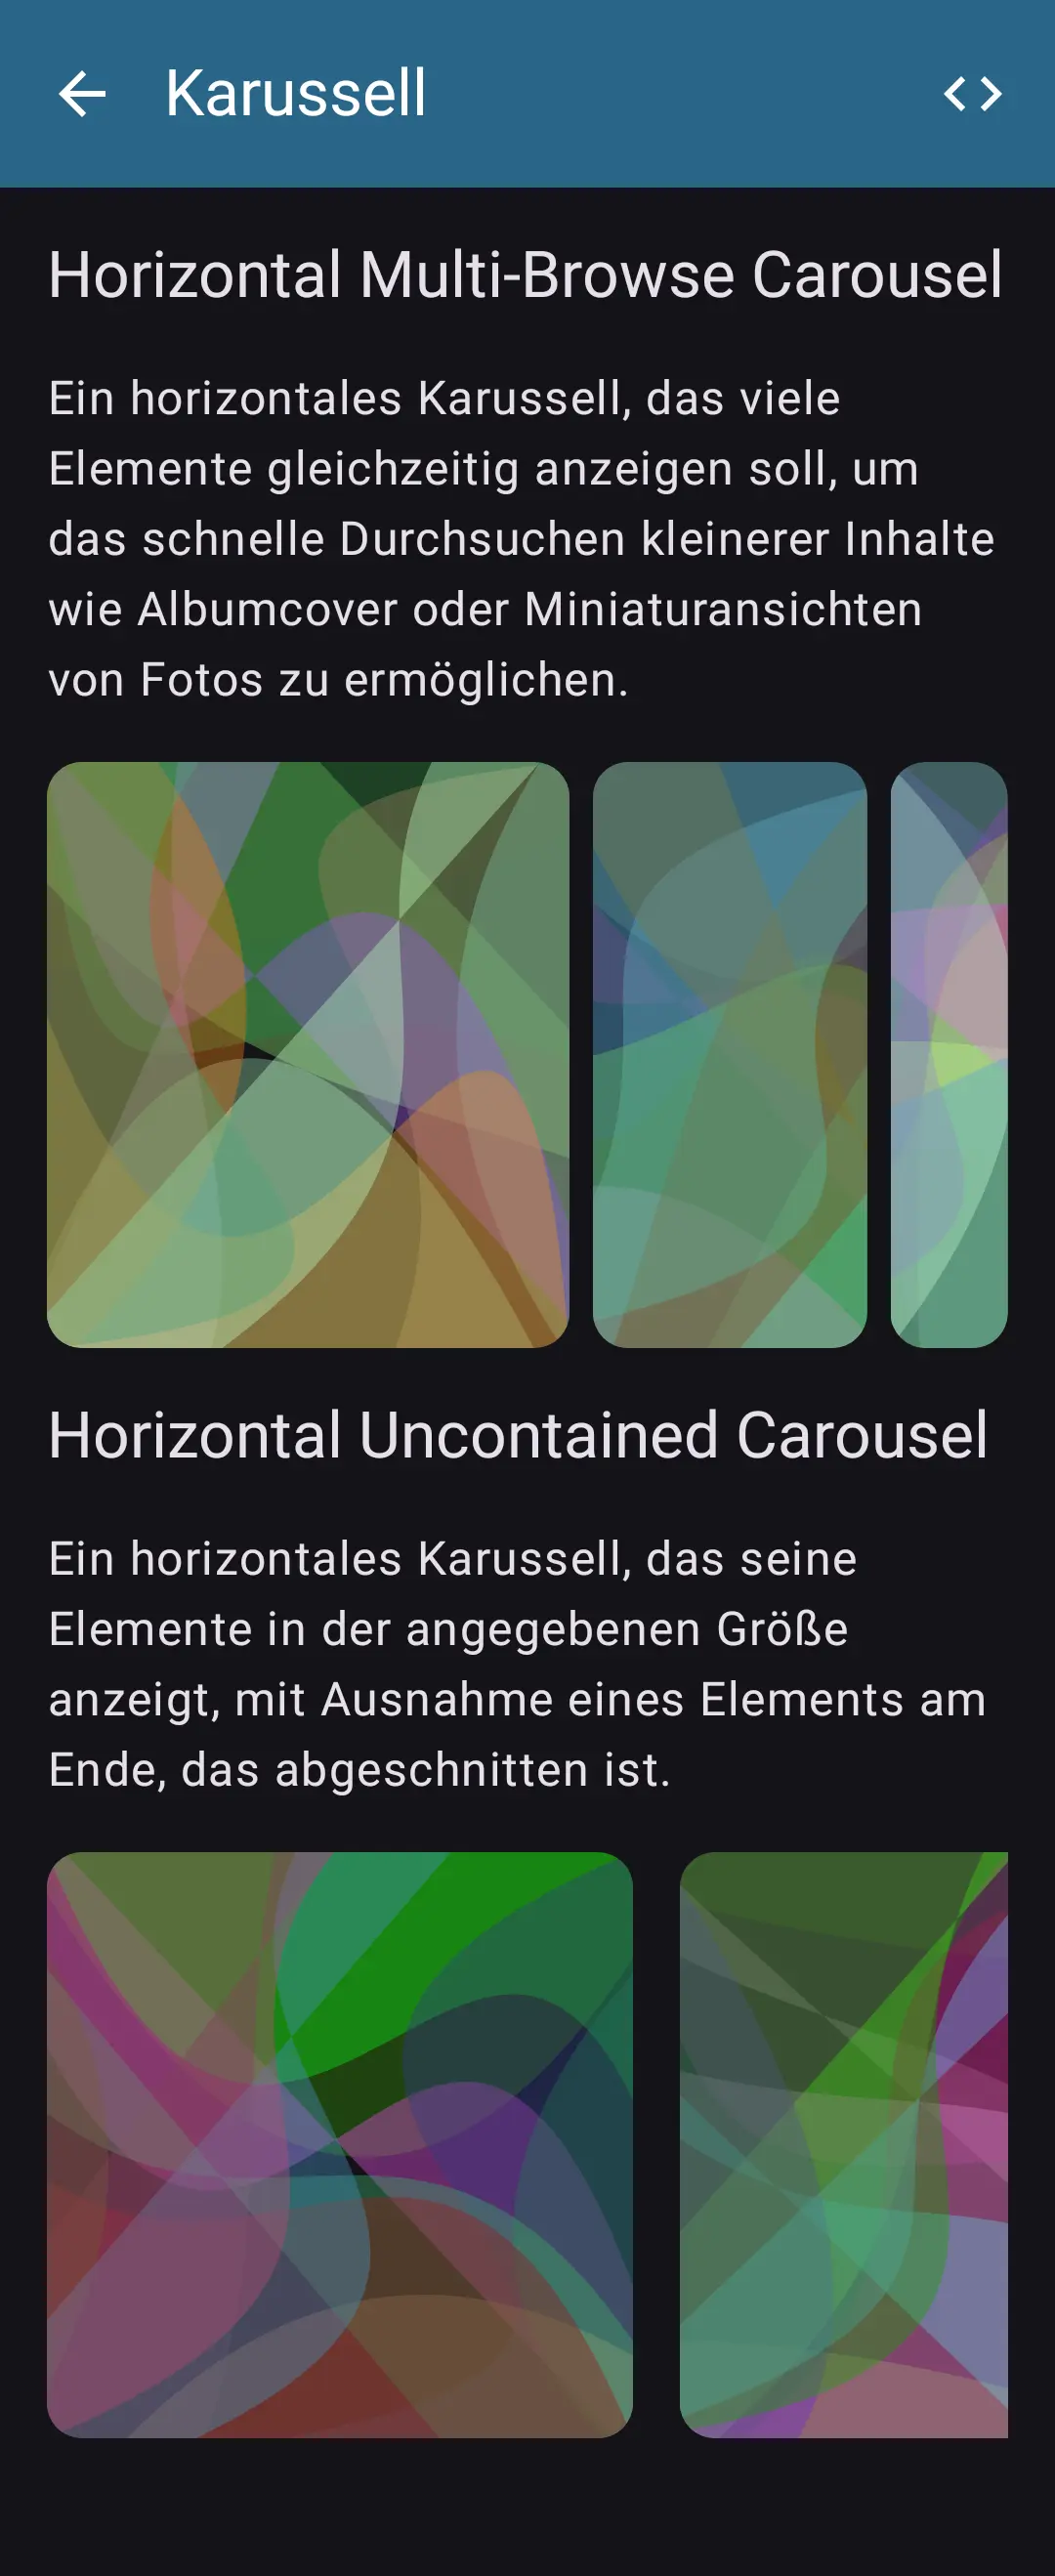 Karussell
Horizontal Multi-Browse Carousel
Ein horizontales Karussell, das viele
Elemente gleichzeitig anzeigen soll, um
das schnelle Durchsuchen kleinerer Inhalte
wie Albumcover oder Miniaturansichten
von Fotos zu ermöglichen.
Horizontal Uncontained Carousel
Ein horizontales Karussell, das seine
Elemente in der angegebenen Größe
anzeigt, mit Ausnahme eines Elements am
Ende, das abgeschnitten ist.